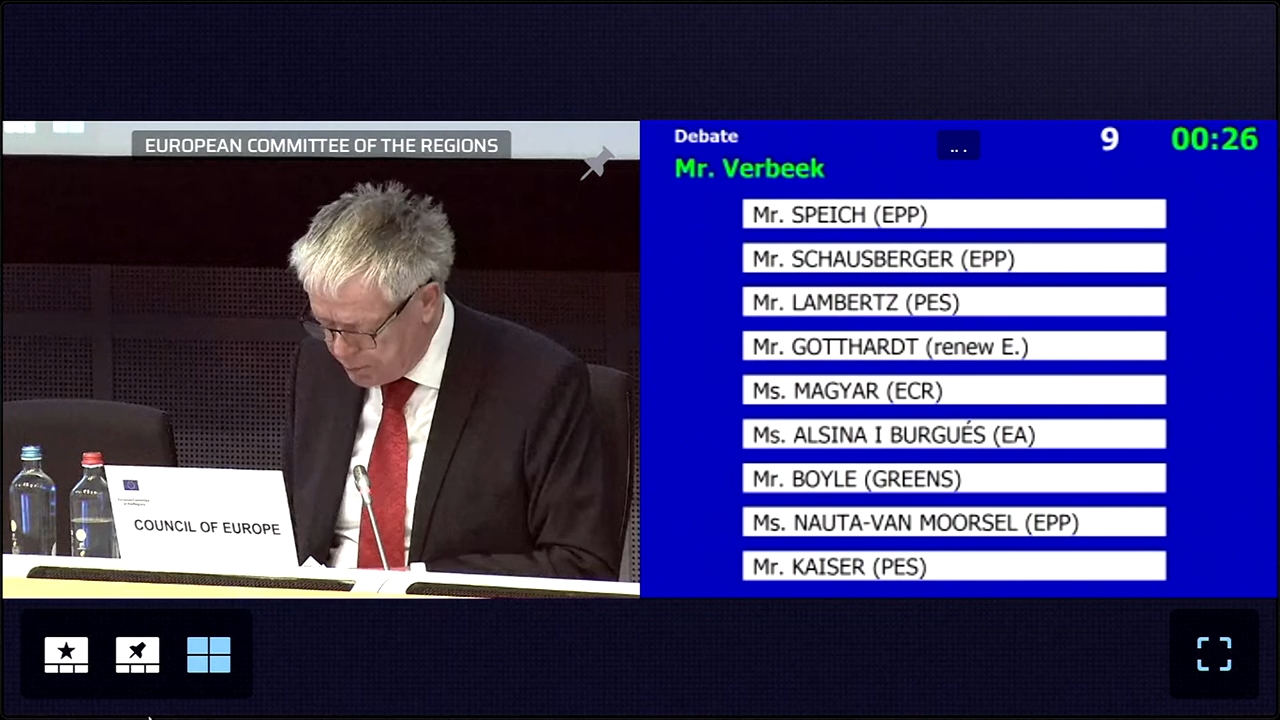 EUROPEAN COMMITTEE OF THE REGIONS
COUNCIL OF EUROPE
Debate
.. .
9
00:26
Mr. Verbeek
Mr. SPEICH (EPP)
Mr. SCHAUSBERGER (EPP)
Mr. LAMBERTZ (PES)
Mr. GOTTHARDT (renew E.)
Ms. MAGYAR (ECR)
Ms. ALSINA I BURGUÉS (EA)
Mr. BOYLE (GREENS)
Ms. NAUTA-VAN MOORSEL (EPP)
Mr. KAISER (PES)